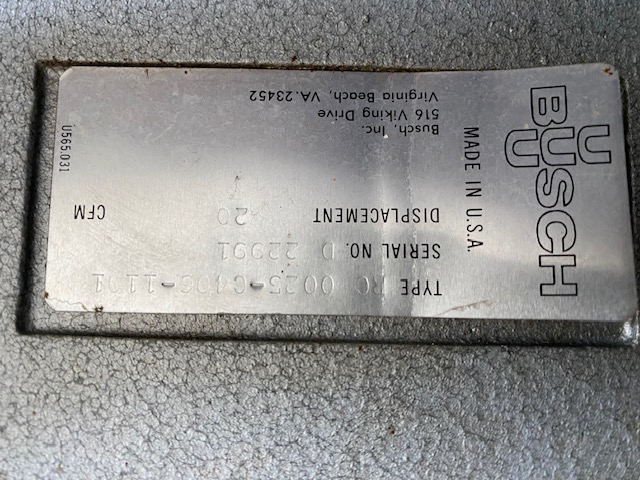 BUSCH
U
U
MADE IN U.S.A.
TYPE RC 0025-C406-1101
SERIAL NO. D 22991
DISPLACEMENT 20 CFM
Busch, Inc.
516 Viking Drive
Virginia Beach, VA. 23452
U565.031